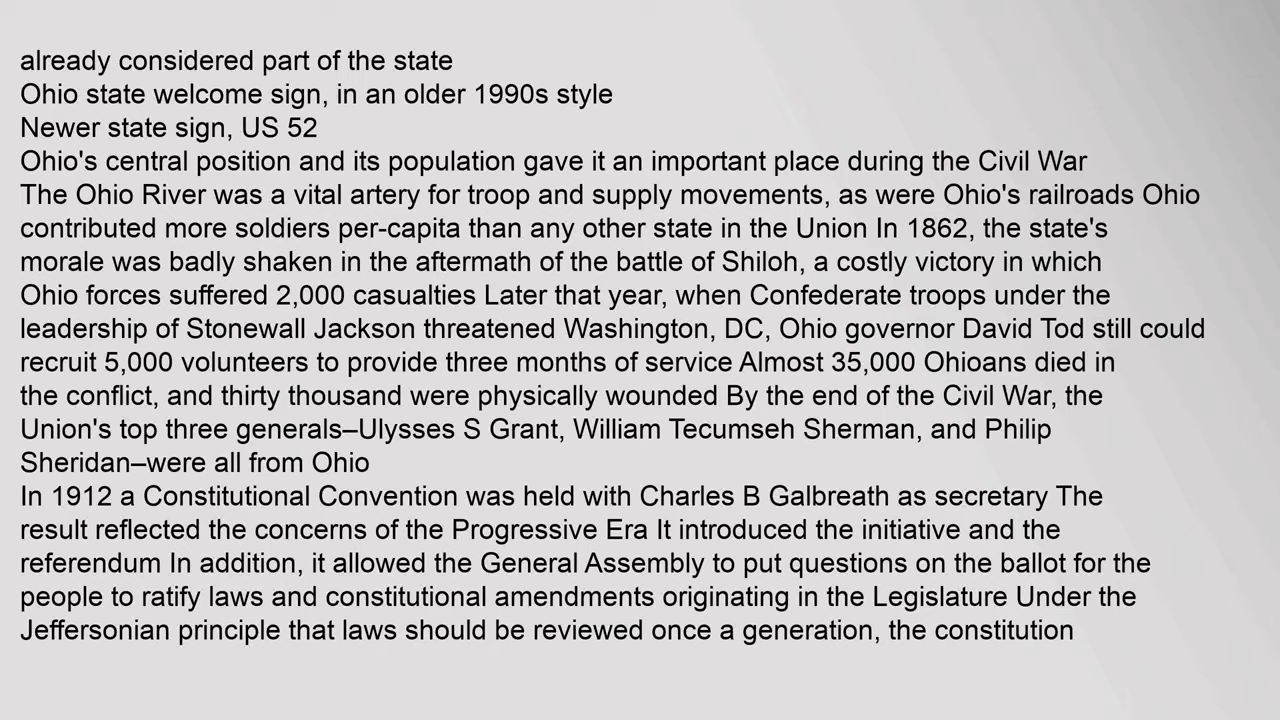 already considered part of the state
Ohio state welcome sign, in an older 1990s style
Newer state sign, US 52
Ohio's central position and its population gave it an important place during the Civil War
The Ohio River was a vital artery for troop and supply movements, as were Ohio's railroads Ohio
contributed more soldiers per-capita than any other state in the Union In 1862, the state's
morale was badly shaken in the aftermath of the battle of Shiloh, a costly victory in which
Ohio forces suffered 2,000 casualties Later that year, when Confederate troops under the
leadership of Stonewall Jackson threatened Washington, DC, Ohio governor David Tod still could
recruit 5,000 volunteers to provide three months of service Almost 35,000 Ohioans died in
the conflict, and thirty thousand were physically wounded By the end of the Civil War, the
Union's top three generals–Ulysses S Grant, William Tecumseh Sherman, and Philip
Sheridan–were all from Ohio
In 1912 a Constitutional Convention was held with Charles B Galbreath as secretary The
result reflected the concerns of the Progressive Era It introduced the initiative and the
referendum In addition, it allowed the General Assembly to put questions on the ballot for the
people to ratify laws and constitutional amendments originating in the Legislature Under the
Jeffersonian principle that laws should be reviewed once a generation, the constitution